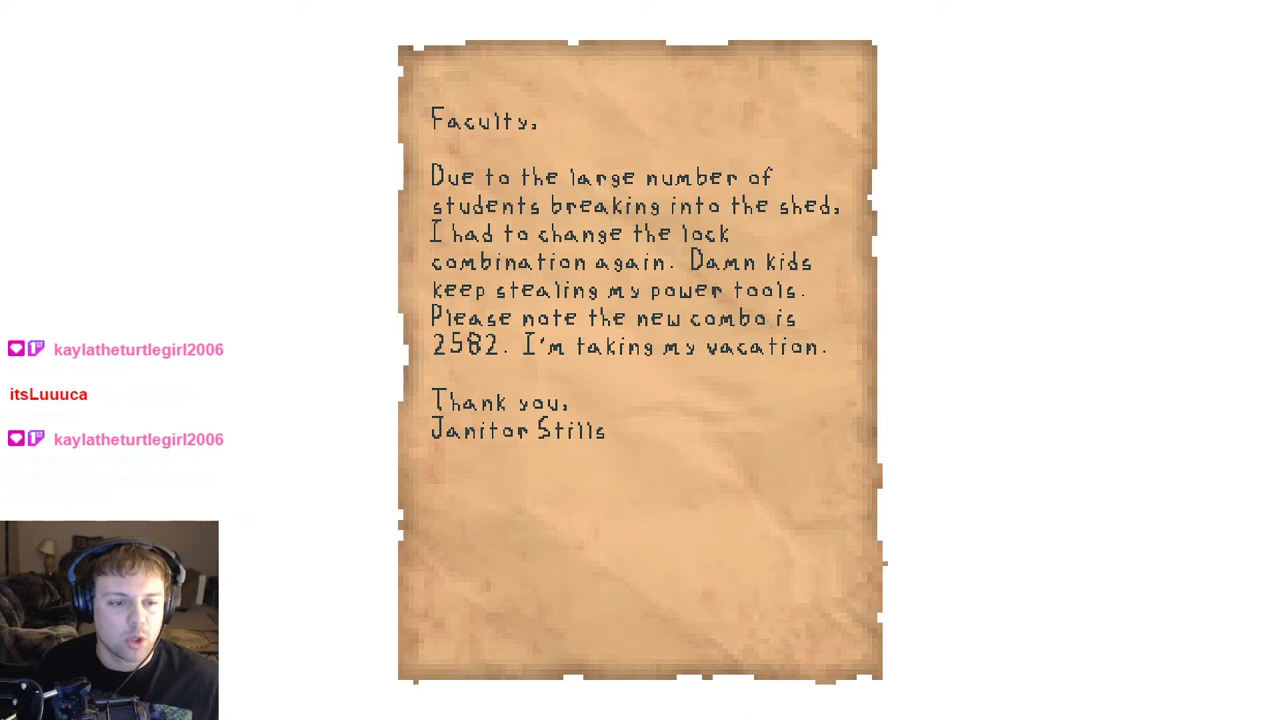 Faculty,
Due to the large number of
students breaking into the shed,
I had to change the lock
combination again. Damn kids
keep stealing my power tools.
Please note the new combo is
2582. I'm taking my vacation.
Thank you,
Janitor Stills
kaylatheturtlegirl2006
itsLuuuca
kaylatheturtlegirl2006